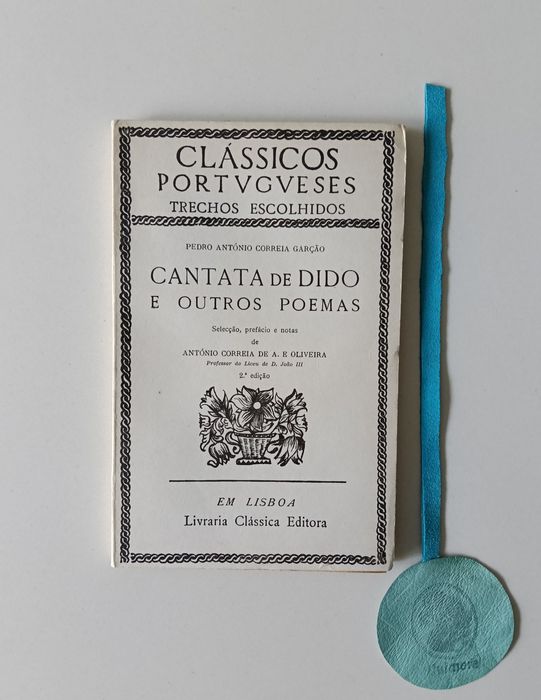 CLÁSSICOS
PORTVGVESES
TRECHOS ESCOLHIDOS
PEDRO ANTÓNIO CORREIA GARÇÃO
CANTATA DE DIDO
E OUTROS POEMAS
Selecção, prefácio e notas
de
ANTÓNIO CORREIA DE A. E OLIVEIRA
Professor do Liceu de D. João III
2.ª edição
EM LISBOA
Livraria Clássica Editora